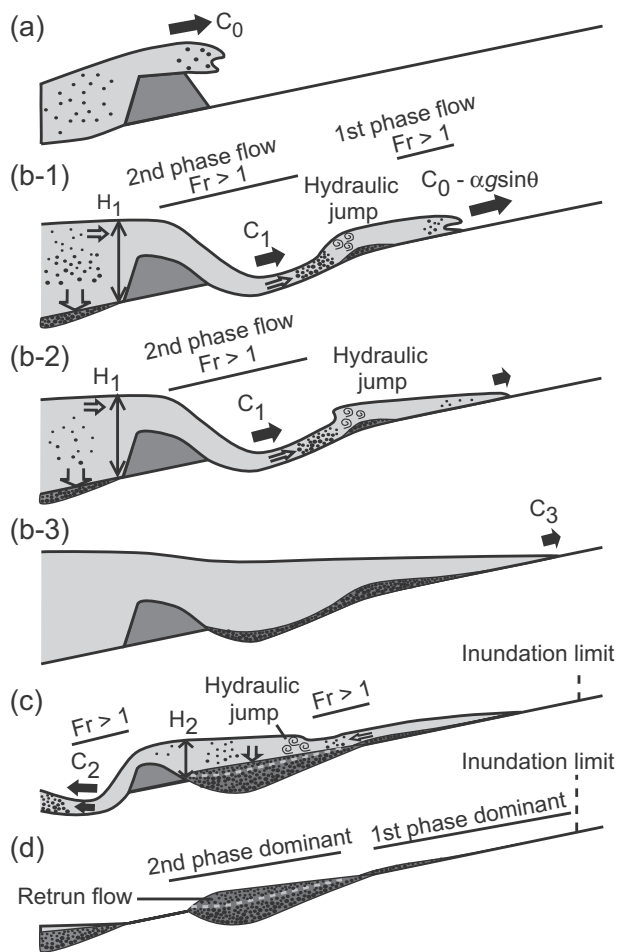 (a)
C0
1st phase flow
Fr > 1
2nd phase flow
Fr > 1
(b-1)
Hydraulic
jump
C0 - αgsinθ
H1
C1
2nd phase flow
Fr > 1
(b-2)
Hydraulic
jump
H1
C1
(b-3)
C3
Inundation limit
(c)
Hydraulic
jump
Fr > 1
Fr > 1
H2
C2
Inundation limit
(d)
1st phase dominant
2nd phase dominant
Retrun flow